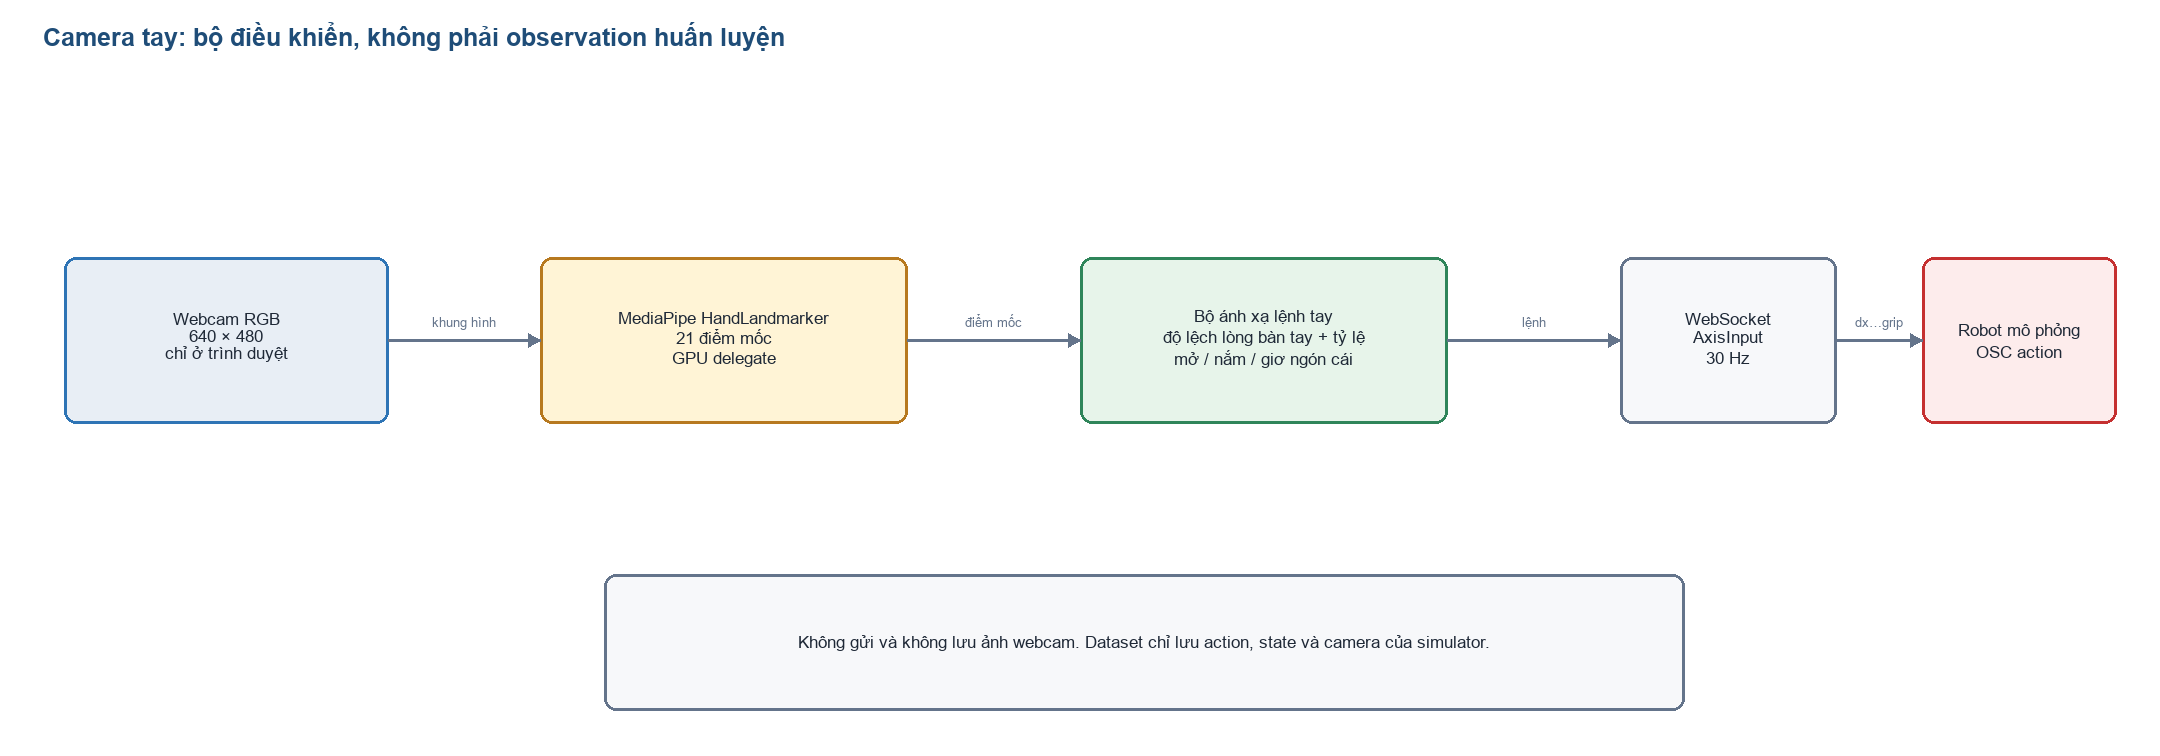 Camera tay: bộ điều khiển, không phải observation huấn luyện
Webcam RGB
640 × 480
chỉ ở trình duyệt
khung hình
MediaPipe HandLandmarker
21 điểm mốc
GPU delegate
điểm mốc
Bộ ánh xạ lệnh tay
độ lệch lòng bàn tay + tỷ lệ
mở / nắm / giơ ngón cái
lệnh
WebSocket
AxisInput
30 Hz
dx…grip
Robot mô phỏng
OSC action
Không gửi và không lưu ảnh webcam. Dataset chỉ lưu action, state và camera của simulator.